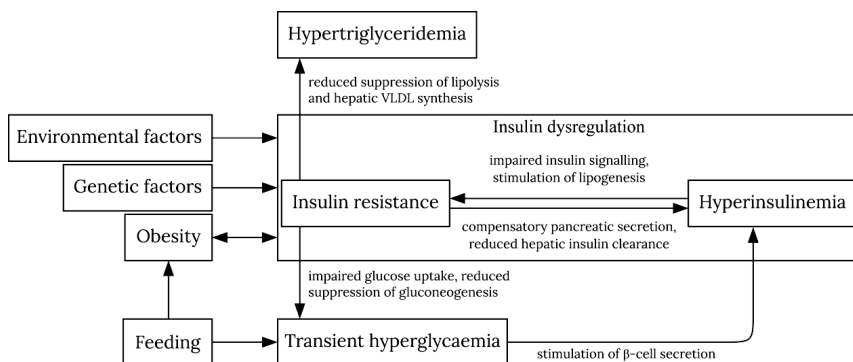 Hypertriglyceridemia
reduced suppression of lipolysis
and hepatic VLDL synthesis
Environmental factors
Insulin dysregulation
Genetic factors
impaired insulin signalling,
stimulation of lipogenesis
Insulin resistance
Hyperinsulinemia
compensatory pancreatic secretion,
reduced hepatic insulin clearance
Obesity
impaired glucose uptake, reduced
suppression of gluconeogenesis
Feeding
Transient hyperglycaemia
stimulation of β-cell secretion